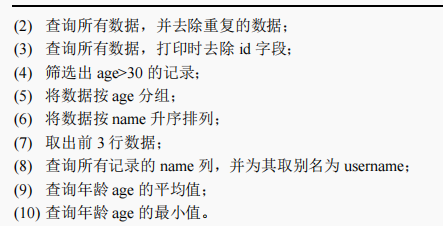 (2) 查询所有数据，并去除重复的数据；
(3) 查询所有数据，打印时去除 id 字段；
(4) 筛选出 age>30 的记录；
(5) 将数据按 age 分组；
(6) 将数据按 name 升序排列；
(7) 取出前 3 行数据；
(8) 查询所有记录的 name 列，并为其取别名为 username；
(9) 查询年龄 age 的平均值；
(10) 查询年龄 age 的最小值。